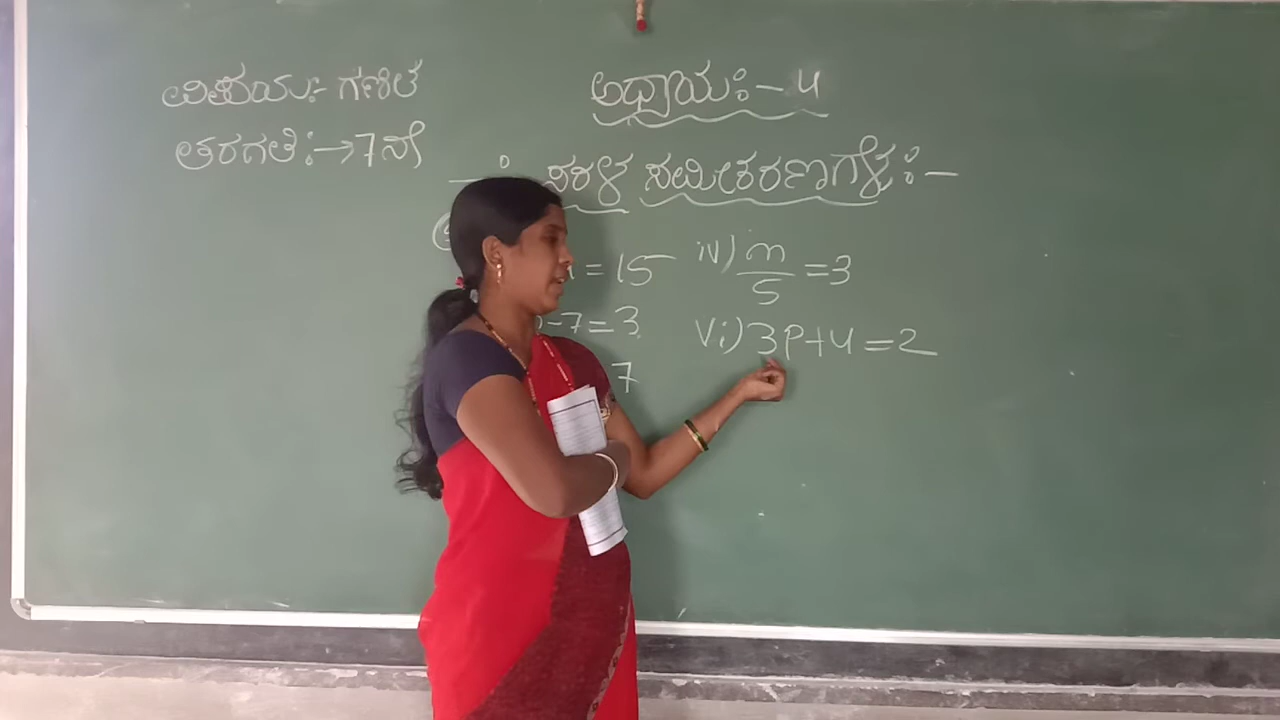 ವಿಷಯ:- ಗಣಿತ
ತರಗತಿ:→7ನೇ
ಅಧ್ಯಾಯ:- 4
-: ಸರಳ ಸಮೀಕರಣಗಳು:-
= 15
iv) m/5 =3
-7=3
vi) 3p+4=2
7